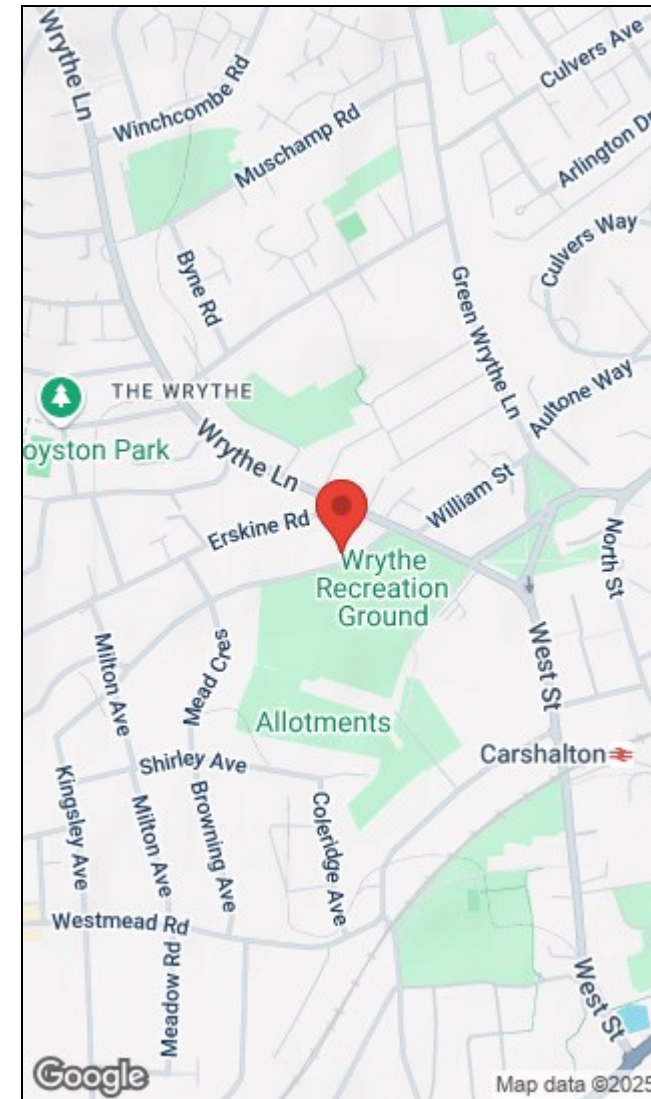 Wrythe Ln
Culvers Ave
Winchcombe Rd
Muschamp Rd
Arlington Dr
Culvers Way
Byne Rd
Green Wrythe Ln
THE WRYTHE
Aultone Way
oyston Park
Wrythe Ln
William St
Erskine Rd
North St
Wrythe
Recreation
Ground
Milton Ave
Mead Cres
West St
Allotments
Carshalton
Shirley Ave
Kingsley Ave
Milton Ave
Browning Ave
Coleridge Ave
Westmead Rd
Meadow Rd
West St
Google
Map data ©2025